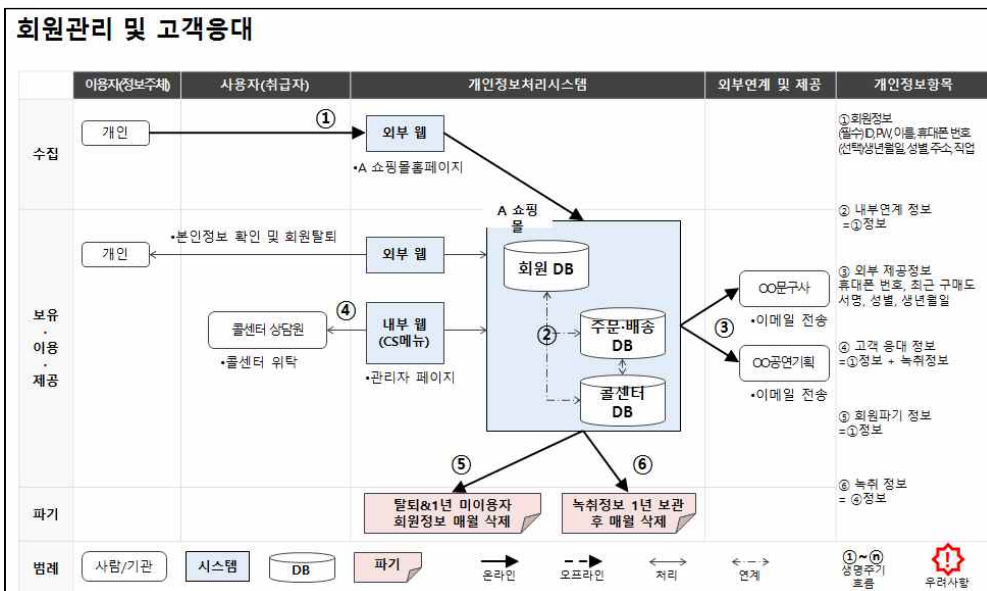 회원관리 및 고객응대
이용자(정보주체)
사용자(취급자)
개인정보처리시스템
외부연계 및 제공
개인정보항목
수집
개인
①
외부 웹
•A 쇼핑몰홈페이지
①회원정보
(필수)ID,PW, 이름, 휴대폰 번호
(선택)생년월일, 성별, 주소, 직업
보유
·
이용
·
제공
개인
•본인정보 확인 및 회원탈퇴
외부 웹
A 쇼핑
몰
회원 DB
②
주문·배송
DB
콜센터
DB
④
콜센터 상담원
•콜센터 위탁
내부 웹
(CS메뉴)
•관리자 페이지
③
○○문구사
•이메일 전송
○○공연기획
•이메일 전송
② 내부연계 정보
=①정보
③ 외부 제공정보
휴대폰 번호, 최근 구매도
서명, 성별, 생년월일
④ 고객 응대 정보
=①정보 + 녹취정보
⑤ 회원파기 정보
=①정보
⑥ 녹취 정보
= ④정보
⑤
⑥
파기
탈퇴&1년 미이용자
회원정보 매월 삭제
녹취정보 1년 보관
후 매월 삭제
범례
사람/기관
시스템
DB
파기
온라인
오프라인
처리
연계
①~ⓝ
생명주기
흐름
우려사항